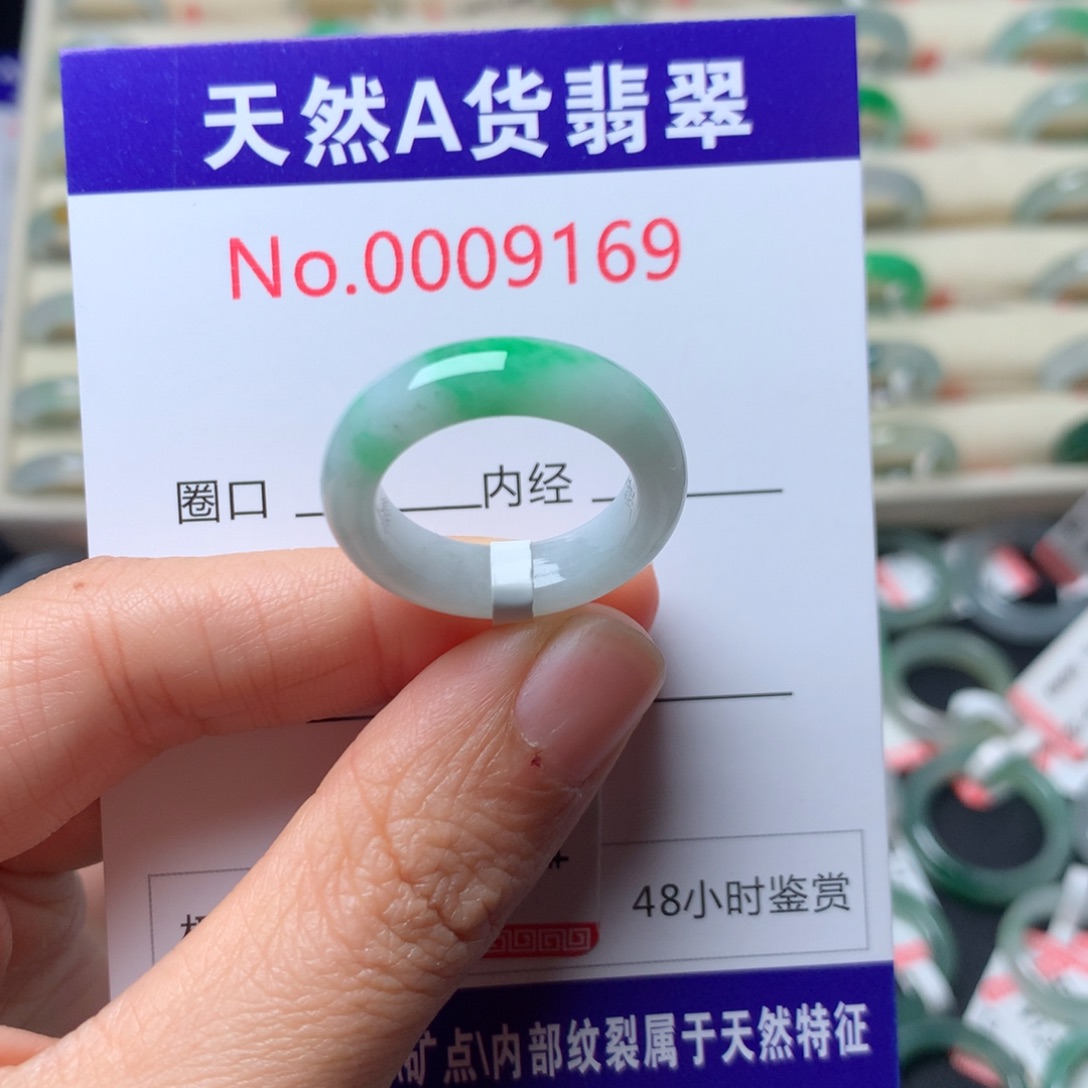 天然A货翡翠
No.0009169
圈口 内经
48小时鉴赏
矿点\内部纹裂属于天然特征